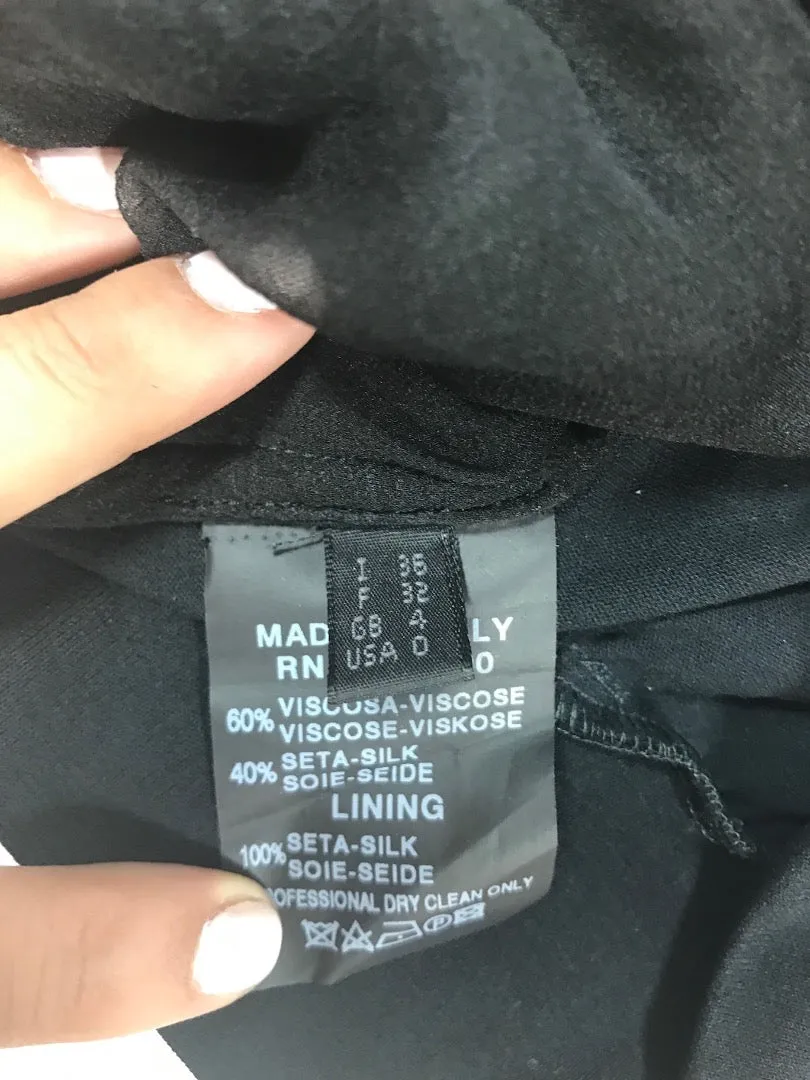 I 36
F 32
GB 4
USA 0
MAD LY
RN 0
60% VISCOSA-VISCOSE
VISCOSE-VISKOSE
40% SETA-SILK
SOIE-SEIDE
LINING
100% SETA-SILK
SOIE-SEIDE
OFESSIONAL DRY CLEAN ONLY